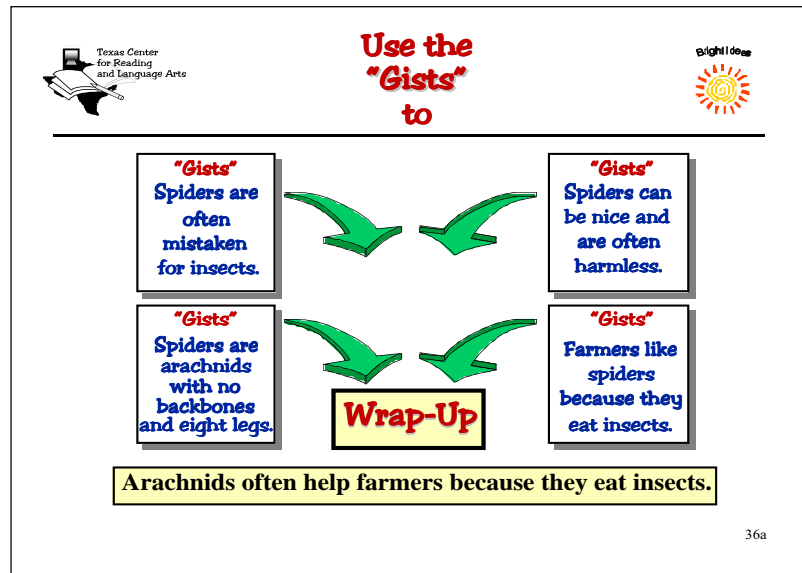 Texas Center
for Reading
and Language Arts
Use the
"Gists"
to
Bright Ideas
"Gists"
Spiders are
often
mistaken
for insects.
"Gists"
Spiders can
be nice and
are often
harmless.
"Gists"
Spiders are
arachnids
with no
backbones
and eight legs.
"Gists"
Farmers like
spiders
because they
eat insects.
Wrap-Up
Arachnids often help farmers because they eat insects.
36a